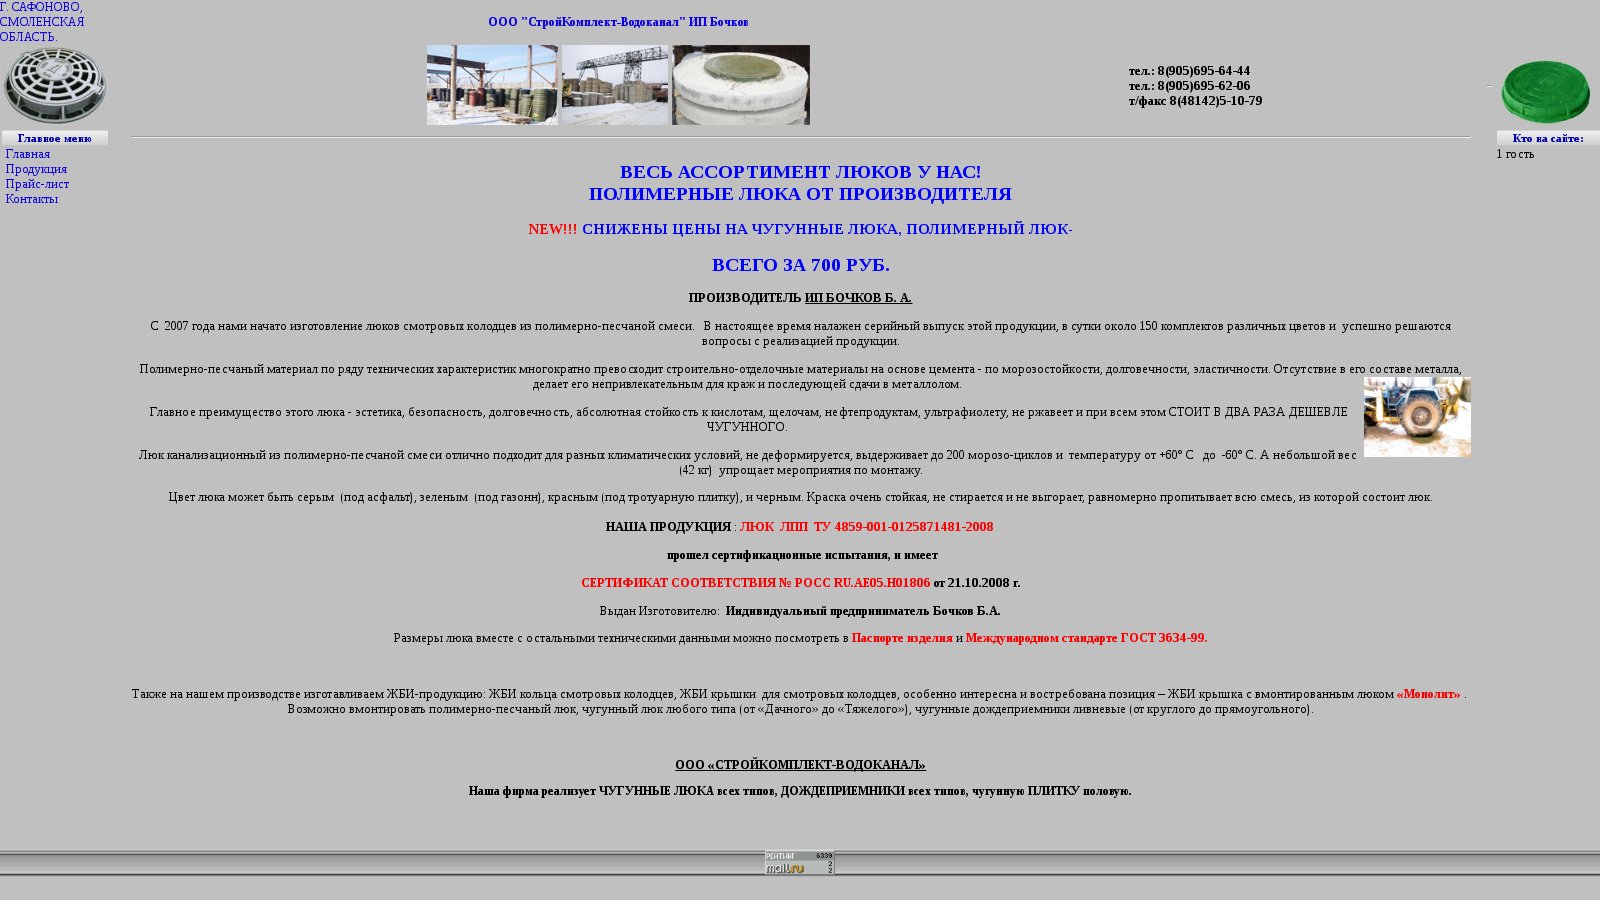 Г. САФОНОВО,
СМОЛЕНСКАЯ
ОБЛАСТЬ.
ООО "СтройКомплект-Водоканал" ИП Бочков
тел.: 8(905)695-64-44
тел.: 8(905)695-62-06
т/факс 8(48142)5-10-79
Главное меню
Главная
Продукция
Прайс-лист
Контакты
Кто на сайте:
1 гость
ВЕСЬ АССОРТИМЕНТ ЛЮКОВ У НАС!
ПОЛИМЕРНЫЕ ЛЮКА ОТ ПРОИЗВОДИТЕЛЯ
NEW!!! СНИЖЕНЫ ЦЕНЫ НА ЧУГУННЫЕ ЛЮКА, ПОЛИМЕРНЫЙ ЛЮК-
ВСЕГО ЗА 700 РУБ.
ПРОИЗВОДИТЕЛЬ ИП БОЧКОВ Б. А.
С 2007 года нами начато изготовление люков смотровых колодцев из полимерно-песчаной смеси. В настоящее время налажен серийный выпуск этой продукции, в сутки около 150 комплектов различных цветов и успешно решаются
вопросы с реализацией продукции.
Полимерно-песчаный материал по ряду технических характеристик многократно превосходит строительно-отделочные материалы на основе цемента - по морозостойкости, долговечности, эластичности. Отсутствие в его составе металла,
делает его непривлекательным для краж и последующей сдачи в металлолом.
Главное преимущество этого люка - эстетика, безопасность, долговечность, абсолютная стойкость к кислотам, щелочам, нефтепродуктам, ультрафиолету, не ржавеет и при всем этом СТОИТ В ДВА РАЗА ДЕШЕВЛЕ
ЧУГУННОГО.
Люк канализационный из полимерно-песчаной смеси отлично подходит для разных климатических условий, не деформируется, выдерживает до 200 морозо-циклов и температуру от +60° С до -60° С. А небольшой вес
(42 кг) упрощает мероприятия по монтажу.
Цвет люка может быть серым (под асфальт), зеленым (под газонн), красным (под тротуарную плитку), и черным. Краска очень стойкая, не стирается и не выгорает, равномерно пропитывает всю смесь, из которой состоит люк.
НАША ПРОДУКЦИЯ : ЛЮК ЛПП ТУ 4859-001-0125871481-2008
прошел сертификационные испытания, и имеет
СЕРТИФИКАТ СООТВЕТСТВИЯ № РОСС RU.АЕ05.Н01806 от 21.10.2008 г.
Выдан Изготовителю: Индивидуальный предприниматель Бочков Б.А.
Размеры люка вместе с остальными техническими данными можно посмотреть в Паспорте изделия и Международном стандарте ГОСТ 3634-99.
Также на нашем производстве изготавливаем ЖБИ-продукцию: ЖБИ кольца смотровых колодцев, ЖБИ крышки для смотровых колодцев, особенно интересна и востребована позиция – ЖБИ крышка с вмонтированным люком «Монолит» .
Возможно вмонтировать полимерно-песчаный люк, чугунный люк любого типа (от «Дачного» до «Тяжелого»), чугунные дождеприемники ливневые (от круглого до прямоугольного).
ООО «СТРОЙКОМПЛЕКТ-ВОДОКАНАЛ»
Наша фирма реализует ЧУГУННЫЕ ЛЮКА всех типов, ДОЖДЕПРИЕМНИКИ всех типов, чугунную ПЛИТКУ половую.
РЕЙТИНГ 6339
2
mail.ru 2